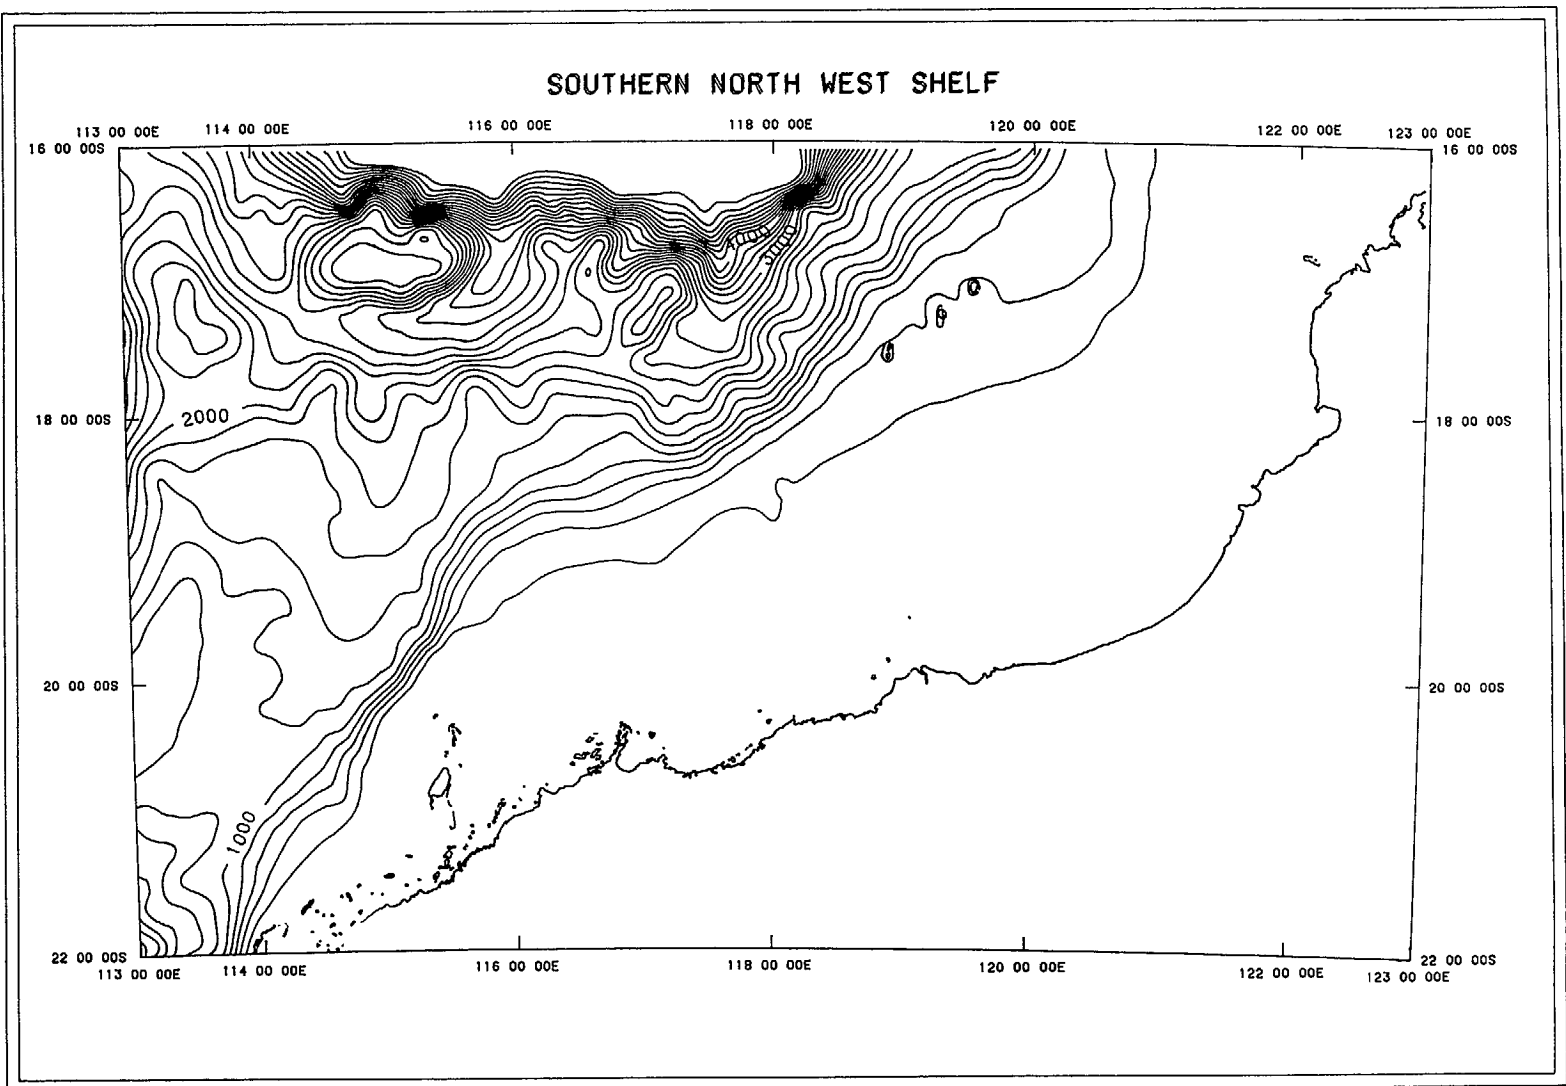 SOUTHERN NORTH WEST SHELF
113 00 00E 114 00 00E 116 00 00E 118 00 00E 120 00 00E 122 00 00E 123 00 00E
16 00 00S 16 00 00S
4000
3000
2000
18 00 00S 18 00 00S
20 00 00S 20 00 00S
1000
22 00 00S 22 00 00S
113 00 00E 114 00 00E 116 00 00E 118 00 00E 120 00 00E 122 00 00E 123 00 00E